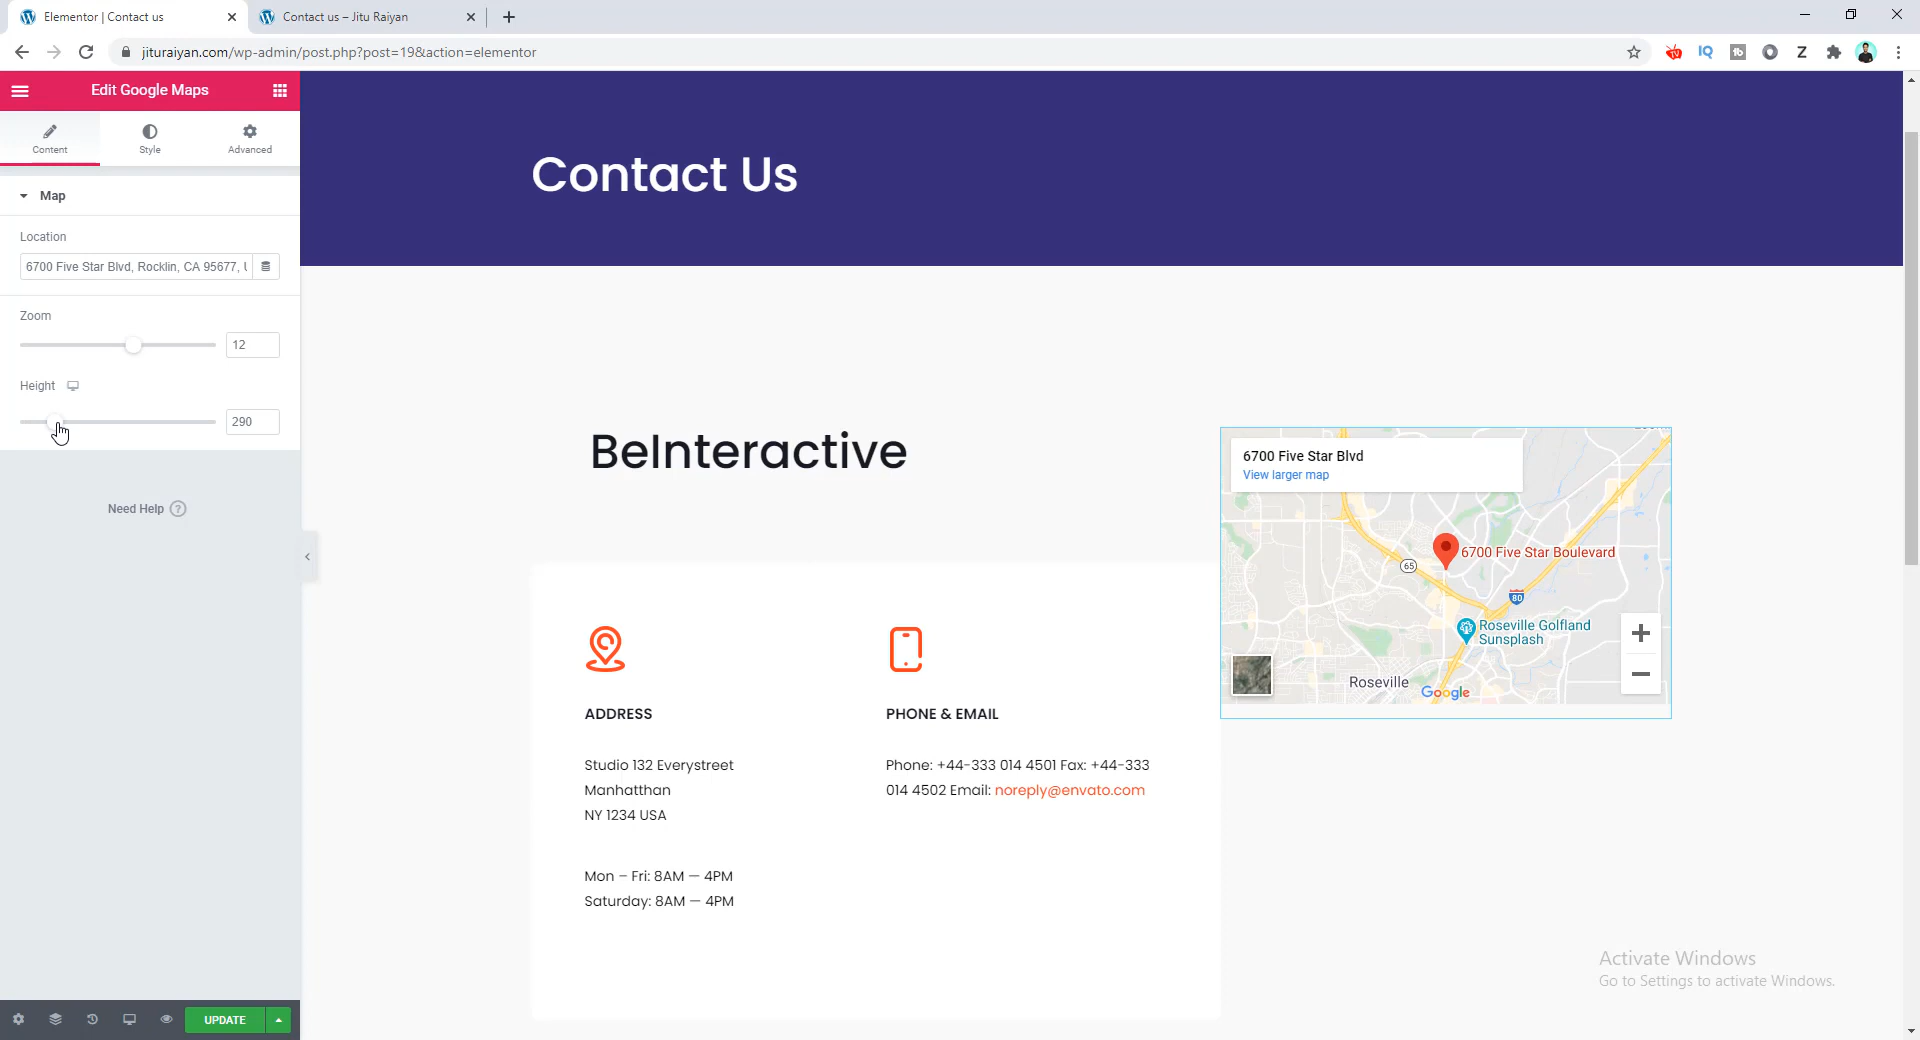 Elementor | Contact us
Contact us – Jitu Raiyan
jituraiyan.com/wp-admin/post.php?post=19&action=elementor
Edit Google Maps
Content
Style
Advanced
Map
Location
6700 Five Star Blvd, Rocklin, CA 95677, U
Zoom
12
Height
290
Need Help ?
UPDATE
Contact Us
BeInteractive
ADDRESS
Studio 132 Everystreet
Manhatthan
NY 1234 USA
Mon – Fri: 8AM — 4PM
Saturday: 8AM — 4PM
PHONE & EMAIL
Phone: +44-333 014 4501 Fax: +44-333
014 4502 Email: noreply@envato.com
6700 Five Star Blvd
View larger map
6700 Five Star Boulevard
65
80
Roseville Golfland
Sunsplash
Roseville
Google
Activate Windows
Go to Settings to activate Windows.